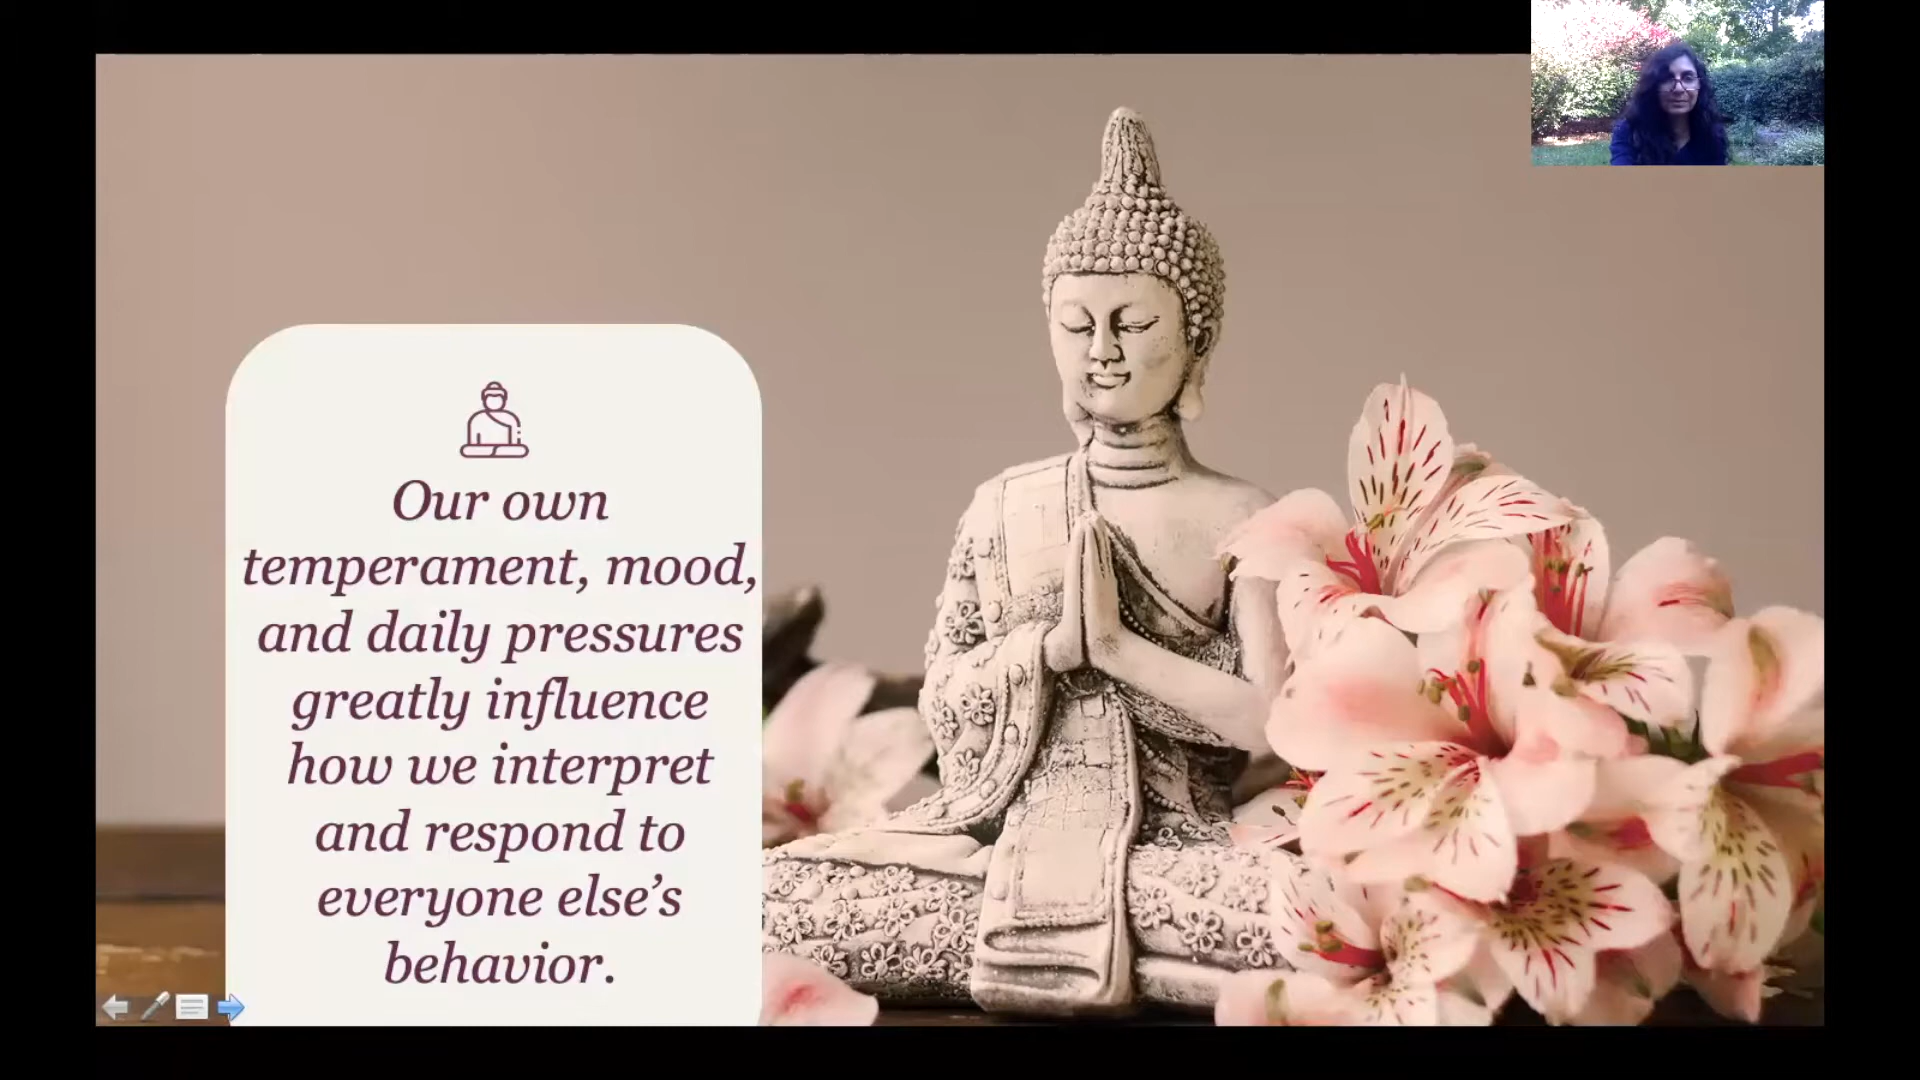 Our own
temperament, mood,
and daily pressures
greatly influence
how we interpret
and respond to
everyone else's
behavior.